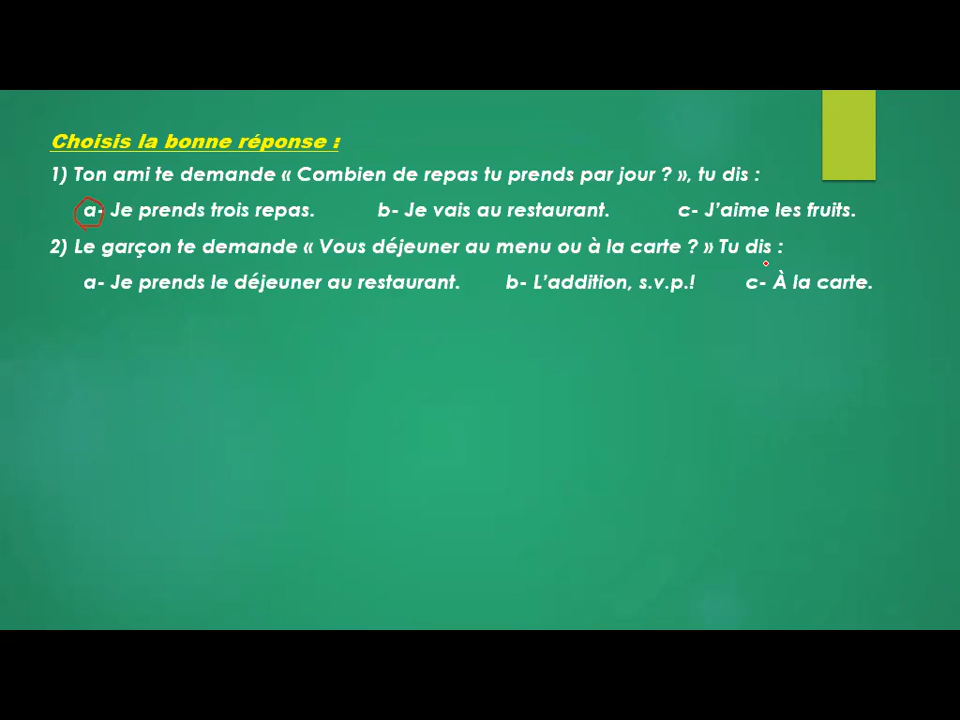 Choisis la bonne réponse :
1) Ton ami te demande « Combien de repas tu prends par jour ? », tu dis :
a- Je prends trois repas. b- Je vais au restaurant. c- J’aime les fruits.
2) Le garçon te demande « Vous déjeuner au menu ou à la carte ? » Tu dis :
a- Je prends le déjeuner au restaurant. b- L’addition, s.v.p.! c- À la carte.